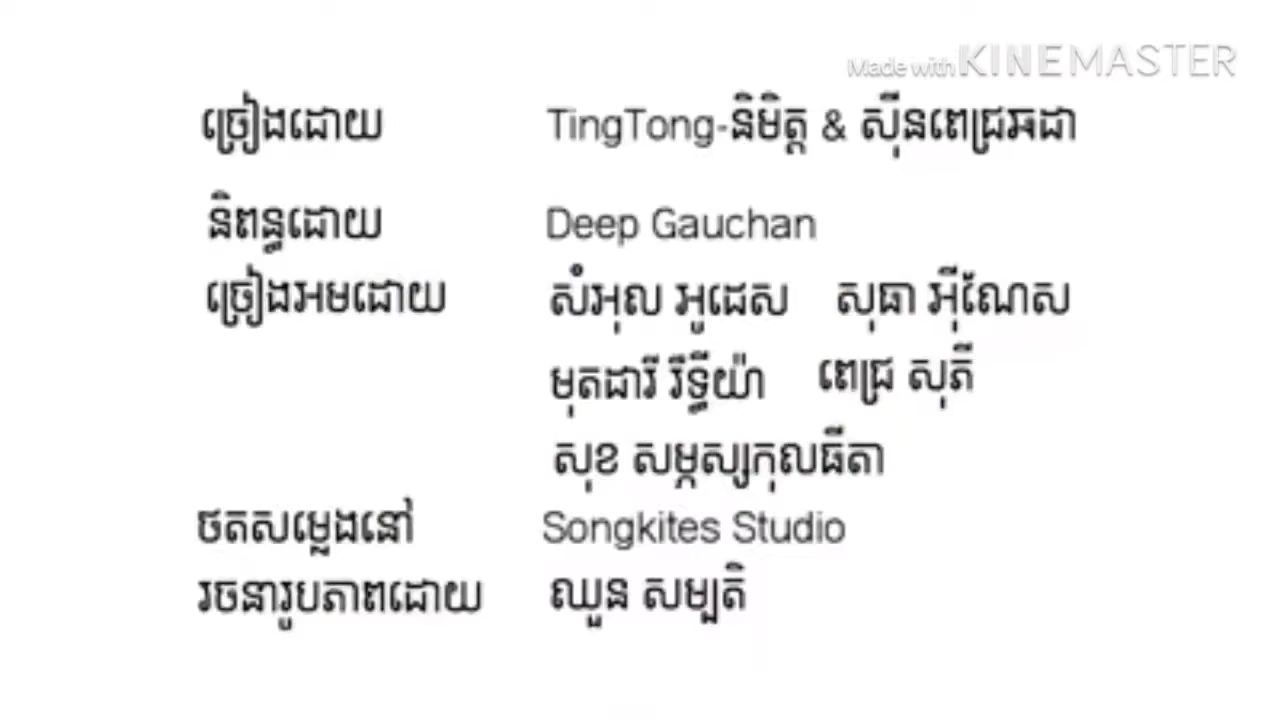 Made with KINEMASTER
ច្រៀងដោយ TingTong-និមិត្ត & ស៊ីនពេជ្រឆដា
និពន្ធដោយ Deep Gauchan
ច្រៀងអមដោយ សំអុល អូដេស សុធា អ៊ីណែស
មុតដារី រឹទ្ធីយ៉ា ពេជ្រ សុភី
សុខ សម្ភស្សកុលធីតា
ថតសម្លេងនៅ Songkites Studio
រចនារូបភាពដោយ ឈួន សម្បតិ